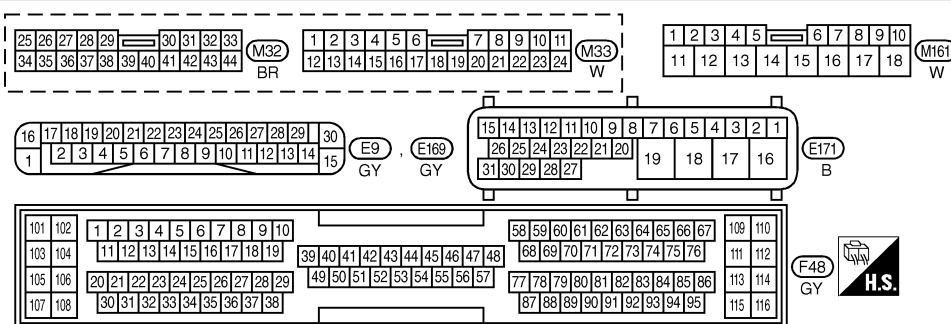 25 26 27 28 29 30 31 32 33
34 35 36 37 38 39 40 41 42 43 44
M32
BR
1 2 3 4 5 6 7 8 9 10 11
12 13 14 15 16 17 18 19 20 21 22 23 24
M33
W
1 2 3 4 5 6 7 8 9 10
11 12 13 14 15 16 17 18
M161
W
16 17 18 19 20 21 22 23 24 25 26 27 28 29 30
1 2 3 4 5 6 7 8 9 10 11 12 13 14 15
E9 , E169
GY GY
15 14 13 12 11 10 9 8 7 6 5 4 3 2 1
26 25 24 23 22 21 20 19 18 17 16
31 30 29 28 27
E171
B
101 102 1 2 3 4 5 6 7 8 9 10 58 59 60 61 62 63 64 65 66 67 109 110
103 104 11 12 13 14 15 16 17 18 19 39 40 41 42 43 44 45 46 47 48 68 69 70 71 72 73 74 75 76 111 112
105 106 20 21 22 23 24 25 26 27 28 29 49 50 51 52 53 54 55 56 57 77 78 79 80 81 82 83 84 85 86 113 114
107 108 30 31 32 33 34 35 36 37 38 87 88 89 90 91 92 93 94 95 115 116
F48
GY
H.S.